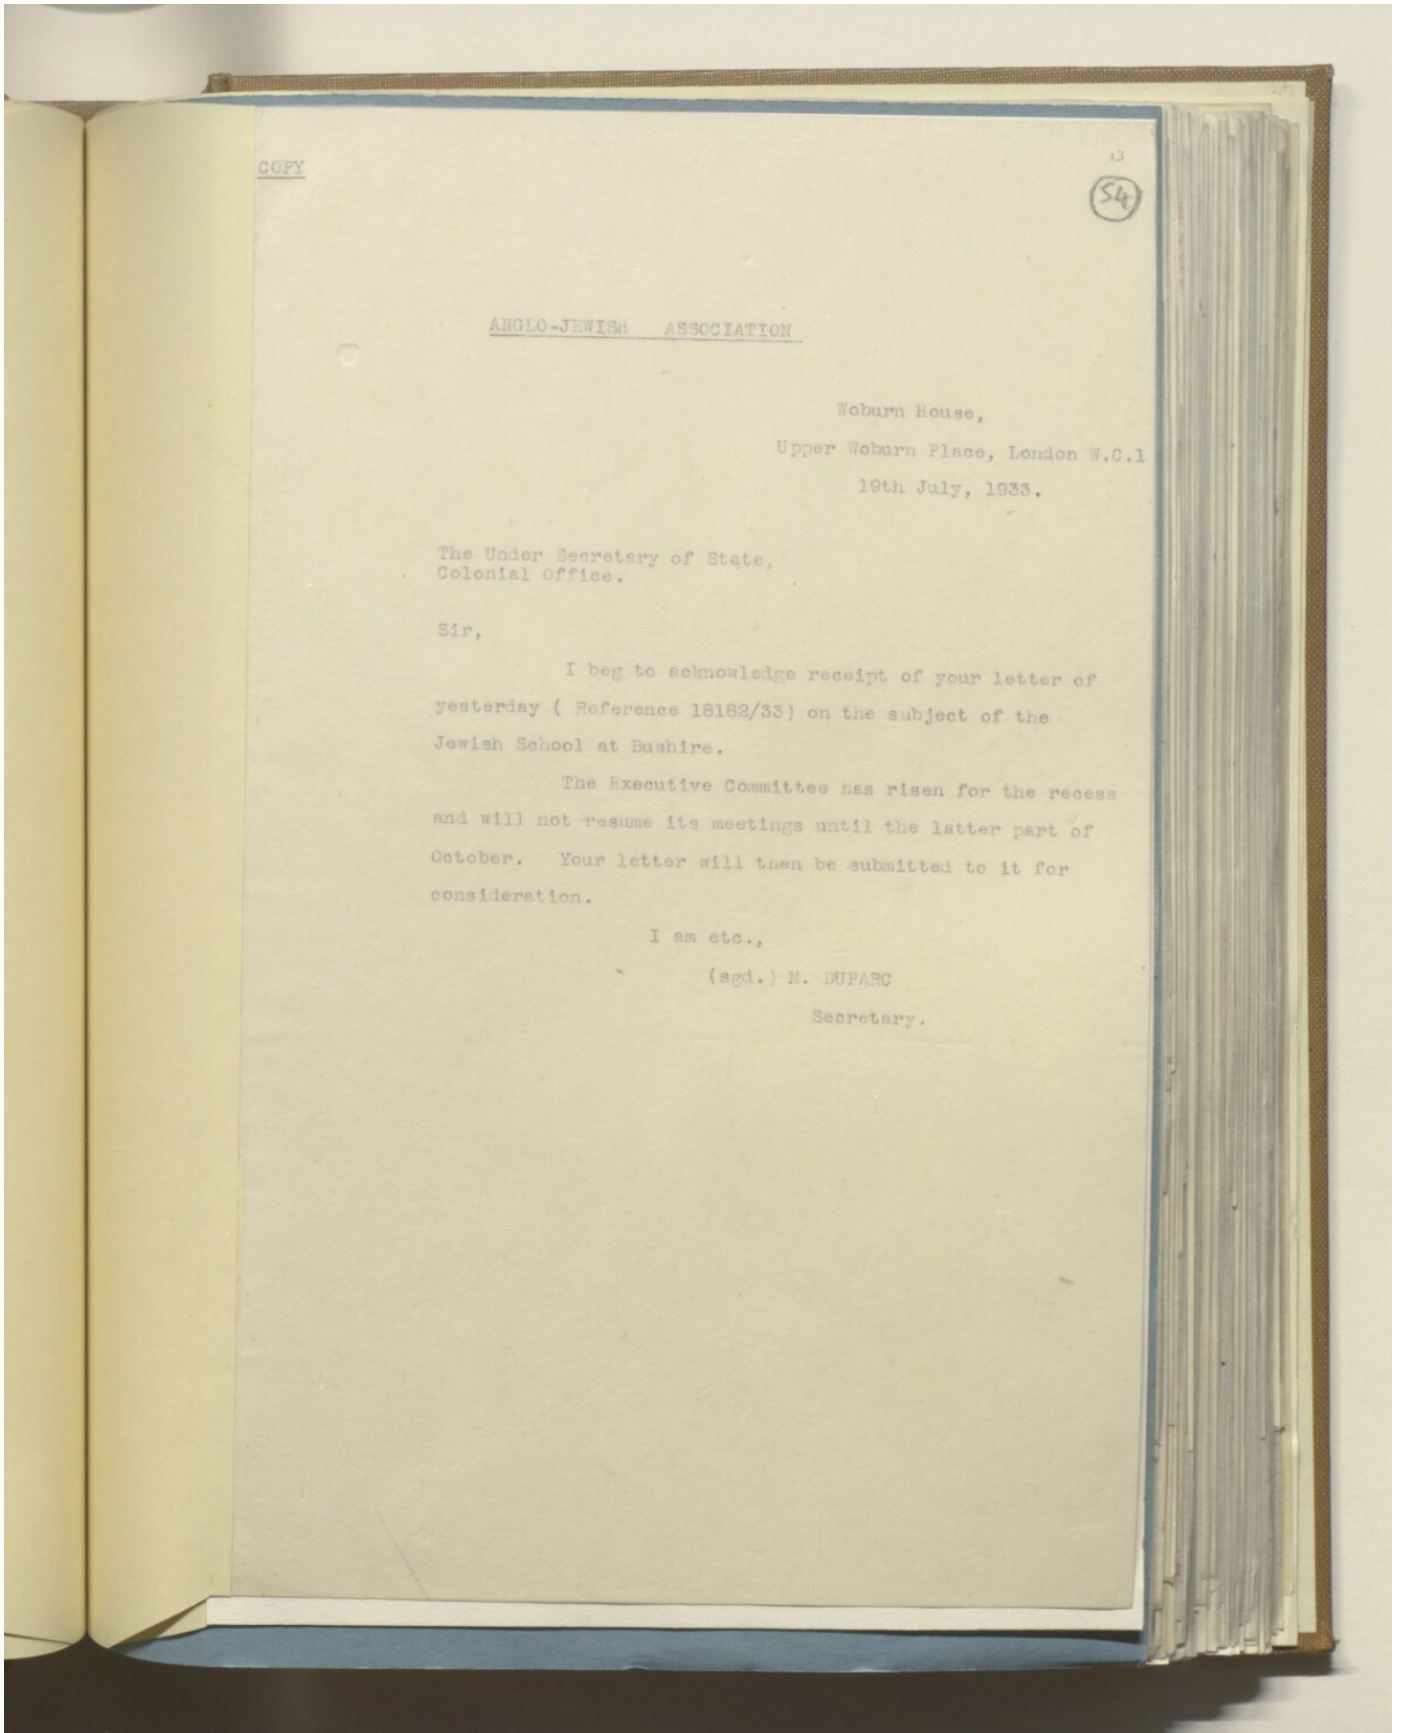 COPY
13
54
ANGLO-JEWISH ASSOCIATION
Woburn House,
Upper Woburn Place, London W.C.1
19th July, 1933.
The Under Secretary of State,
Colonial Office.
Sir,
I beg to acknowledge receipt of your letter of
yesterday ( Reference 18182/33) on the subject of the
Jewish School at Bushire.
The Executive Committee has risen for the recess
and will not resume its meetings until the latter part of
October. Your letter will then be submitted to it for
consideration.
I am etc.,
(sgd.) M. DUPARC
Secretary.